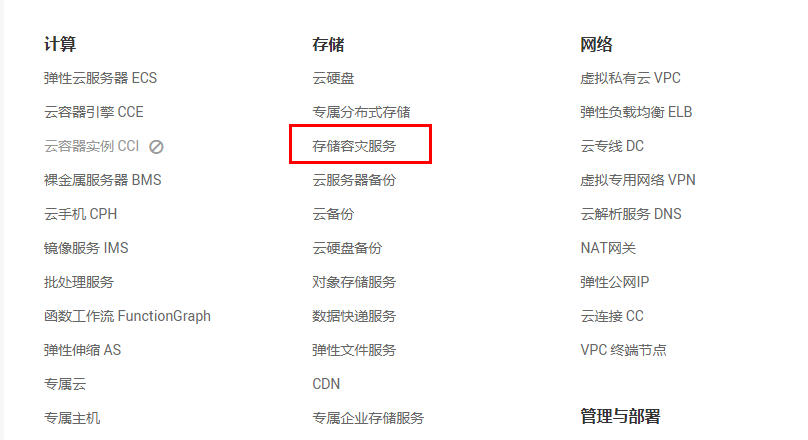 计算
弹性云服务器 ECS
云容器引擎 CCE
云容器实例 CCI
裸金属服务器 BMS
云手机 CPH
镜像服务 IMS
批处理服务
函数工作流 FunctionGraph
弹性伸缩 AS
专属云
专属主机
存储
云硬盘
专属分布式存储
存储容灾服务
云服务器备份
云备份
云硬盘备份
对象存储服务
数据快递服务
弹性文件服务
CDN
专属企业存储服务
网络
虚拟私有云 VPC
弹性负载均衡 ELB
云专线 DC
虚拟专用网络 VPN
云解析服务 DNS
NAT网关
弹性公网IP
云连接 CC
VPC 终端节点
管理与部署